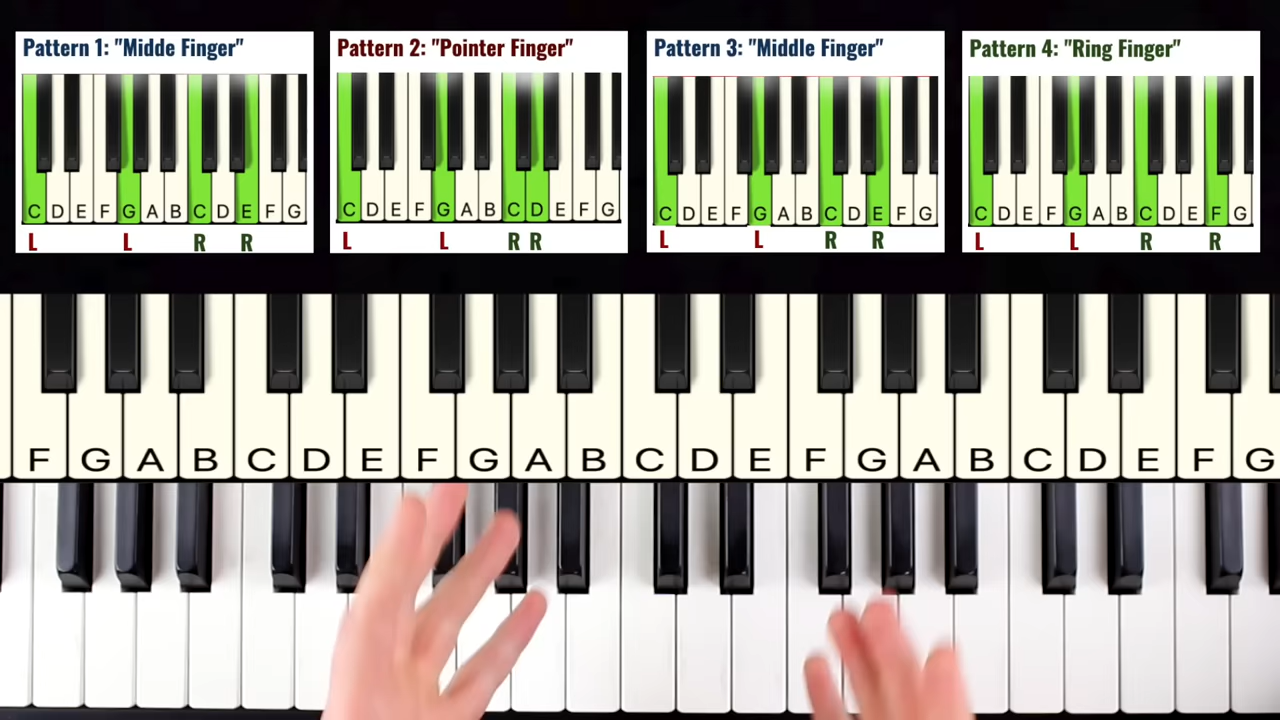 Pattern 1: "Midde Finger"
C D E F G A B C D E F G
L L R R
Pattern 2: "Pointer Finger"
C D E F G A B C D E F G
L L R R
Pattern 3: "Middle Finger"
C D E F G A B C D E F G
L L R R
Pattern 4: "Ring Finger"
C D E F G A B C D E F G
L L R R
F G A B C D E F G A B C D E F G A B C D E F G